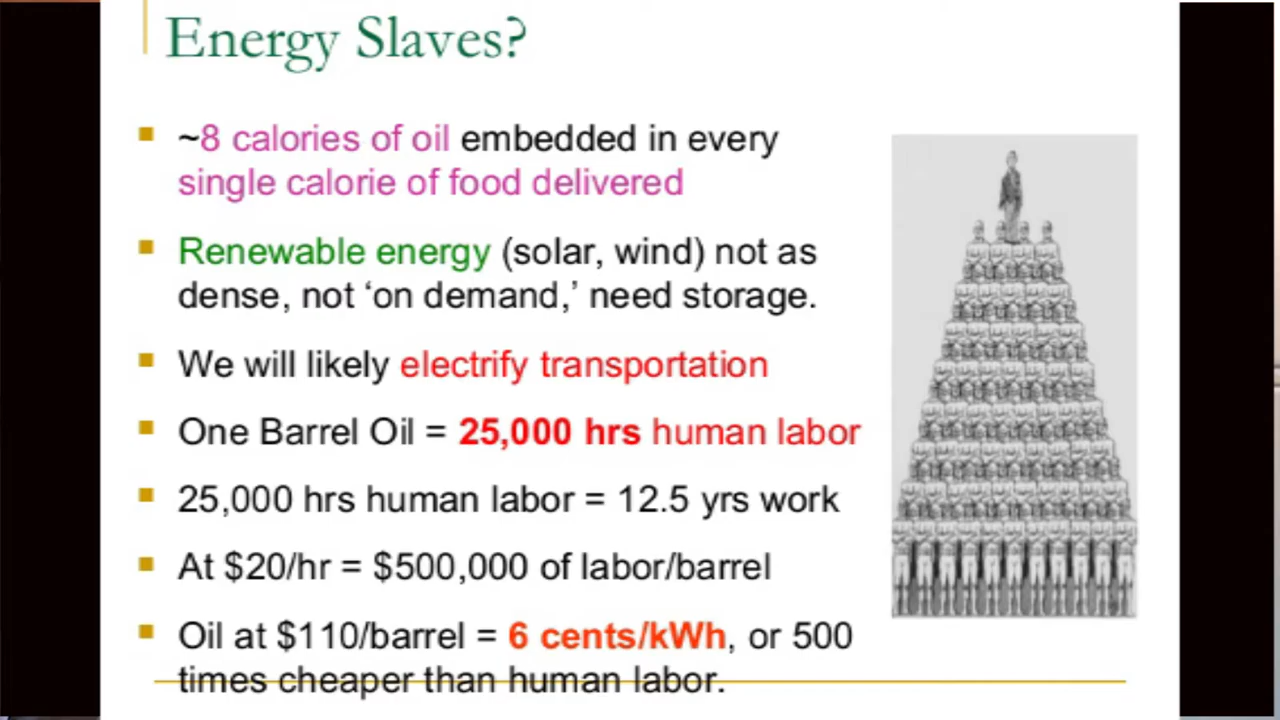 Energy Slaves?
~8 calories of oil embedded in every
single calorie of food delivered
Renewable energy (solar, wind) not as
dense, not ‘on demand,’ need storage.
We will likely electrify transportation
One Barrel Oil = 25,000 hrs human labor
25,000 hrs human labor = 12.5 yrs work
At $20/hr = $500,000 of labor/barrel
Oil at $110/barrel = 6 cents/kWh, or 500
times cheaper than human labor.